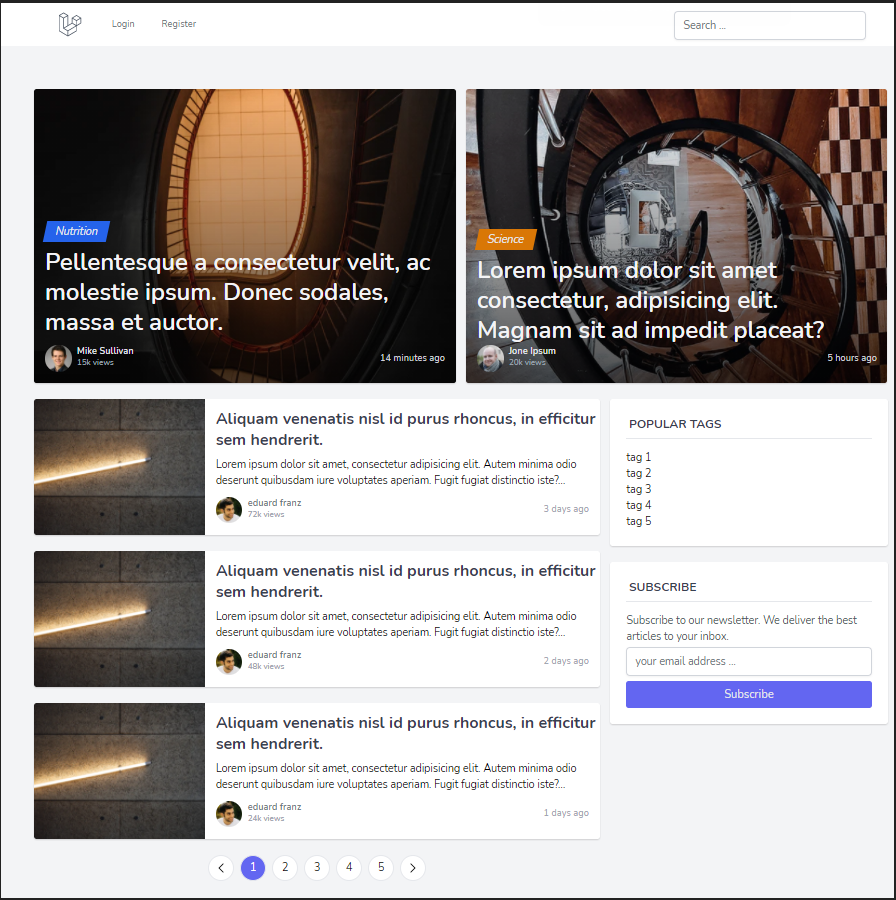 Login Register Search ...
Nutrition
Pellentesque a consectetur velit, ac
molestie ipsum. Donec sodales,
massa et auctor.
Mike Sullivan
15k views
14 minutes ago
Science
Lorem ipsum dolor sit amet
consectetur, adipisicing elit.
Magnam sit ad impedit placeat?
Jone Ipsum
20k views
5 hours ago
Aliquam venenatis nisl id purus rhoncus, in efficitur
sem hendrerit.
Lorem ipsum dolor sit amet, consectetur adipisicing elit. Autem minima odio
deserunt quibusdam iure voluptates aperiam. Fugit fugiat distinctio iste?...
eduard franz
72k views
3 days ago
Aliquam venenatis nisl id purus rhoncus, in efficitur
sem hendrerit.
Lorem ipsum dolor sit amet, consectetur adipisicing elit. Autem minima odio
deserunt quibusdam iure voluptates aperiam. Fugit fugiat distinctio iste?...
eduard franz
48k views
2 days ago
Aliquam venenatis nisl id purus rhoncus, in efficitur
sem hendrerit.
Lorem ipsum dolor sit amet, consectetur adipisicing elit. Autem minima odio
deserunt quibusdam iure voluptates aperiam. Fugit fugiat distinctio iste?...
eduard franz
24k views
1 days ago
1 2 3 4 5
POPULAR TAGS
tag 1
tag 2
tag 3
tag 4
tag 5
SUBSCRIBE
Subscribe to our newsletter. We deliver the best
articles to your inbox.
your email address ...
Subscribe